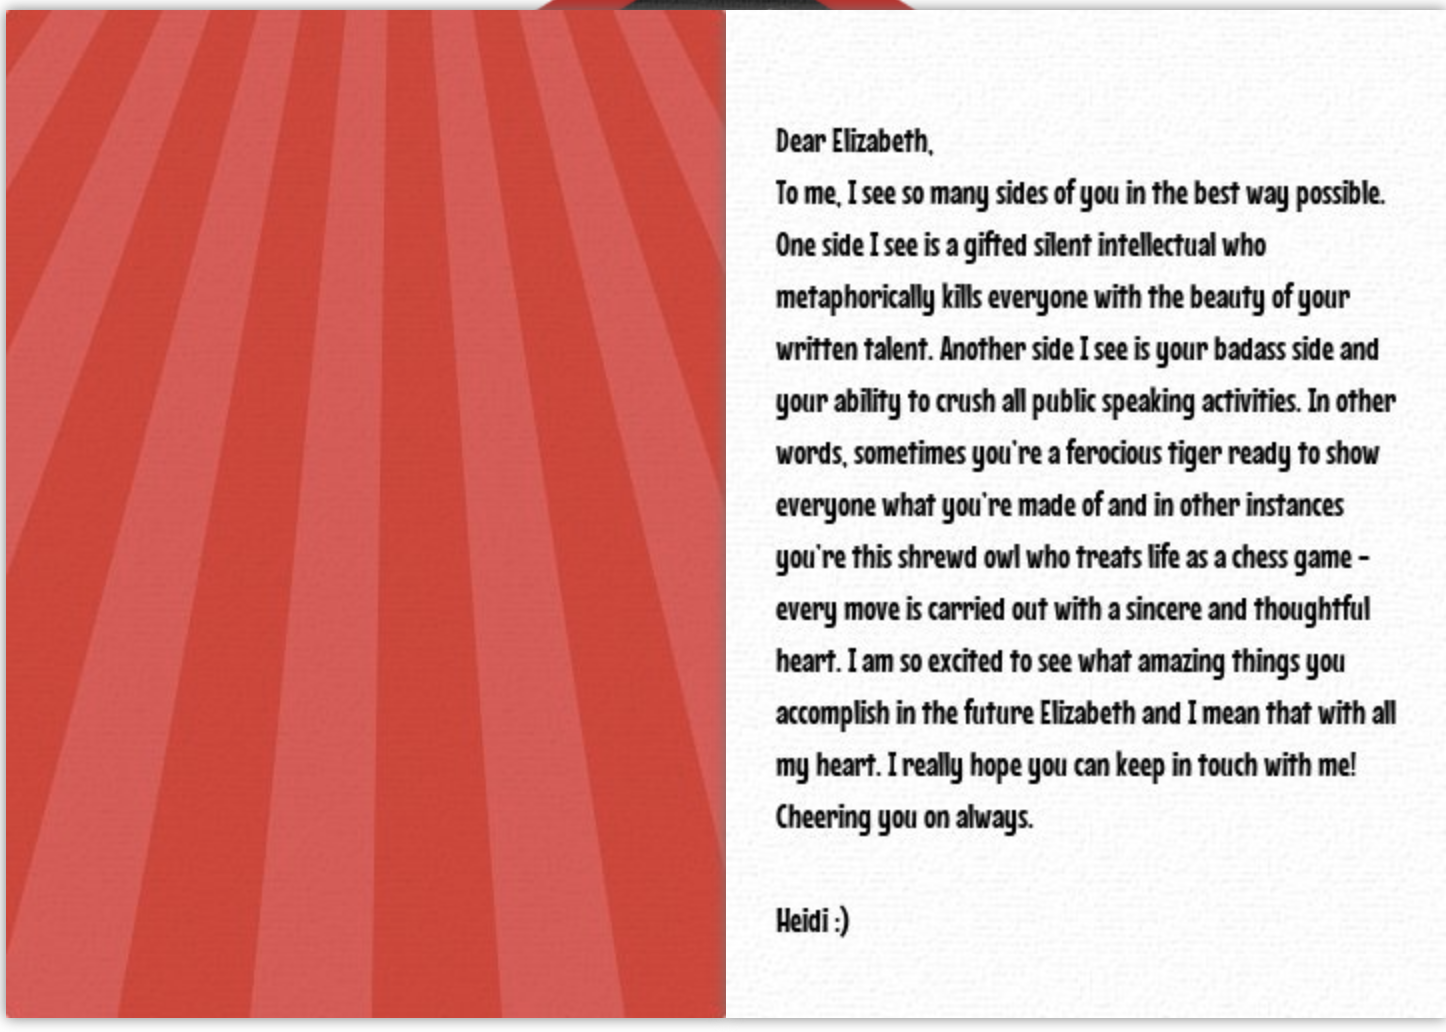 Dear Elizabeth,
To me, I see so many sides of you in the best way possible.
One side I see is a gifted silent intellectual who
metaphorically kills everyone with the beauty of your
written talent. Another side I see is your badass side and
your ability to crush all public speaking activities. In other
words, sometimes you're a ferocious tiger ready to show
everyone what you're made of and in other instances
you're this shrewd owl who treats life as a chess game -
every move is carried out with a sincere and thoughtful
heart. I am so excited to see what amazing things you
accomplish in the future Elizabeth and I mean that with all
my heart. I really hope you can keep in touch with me!
Cheering you on always.
Heidi :)